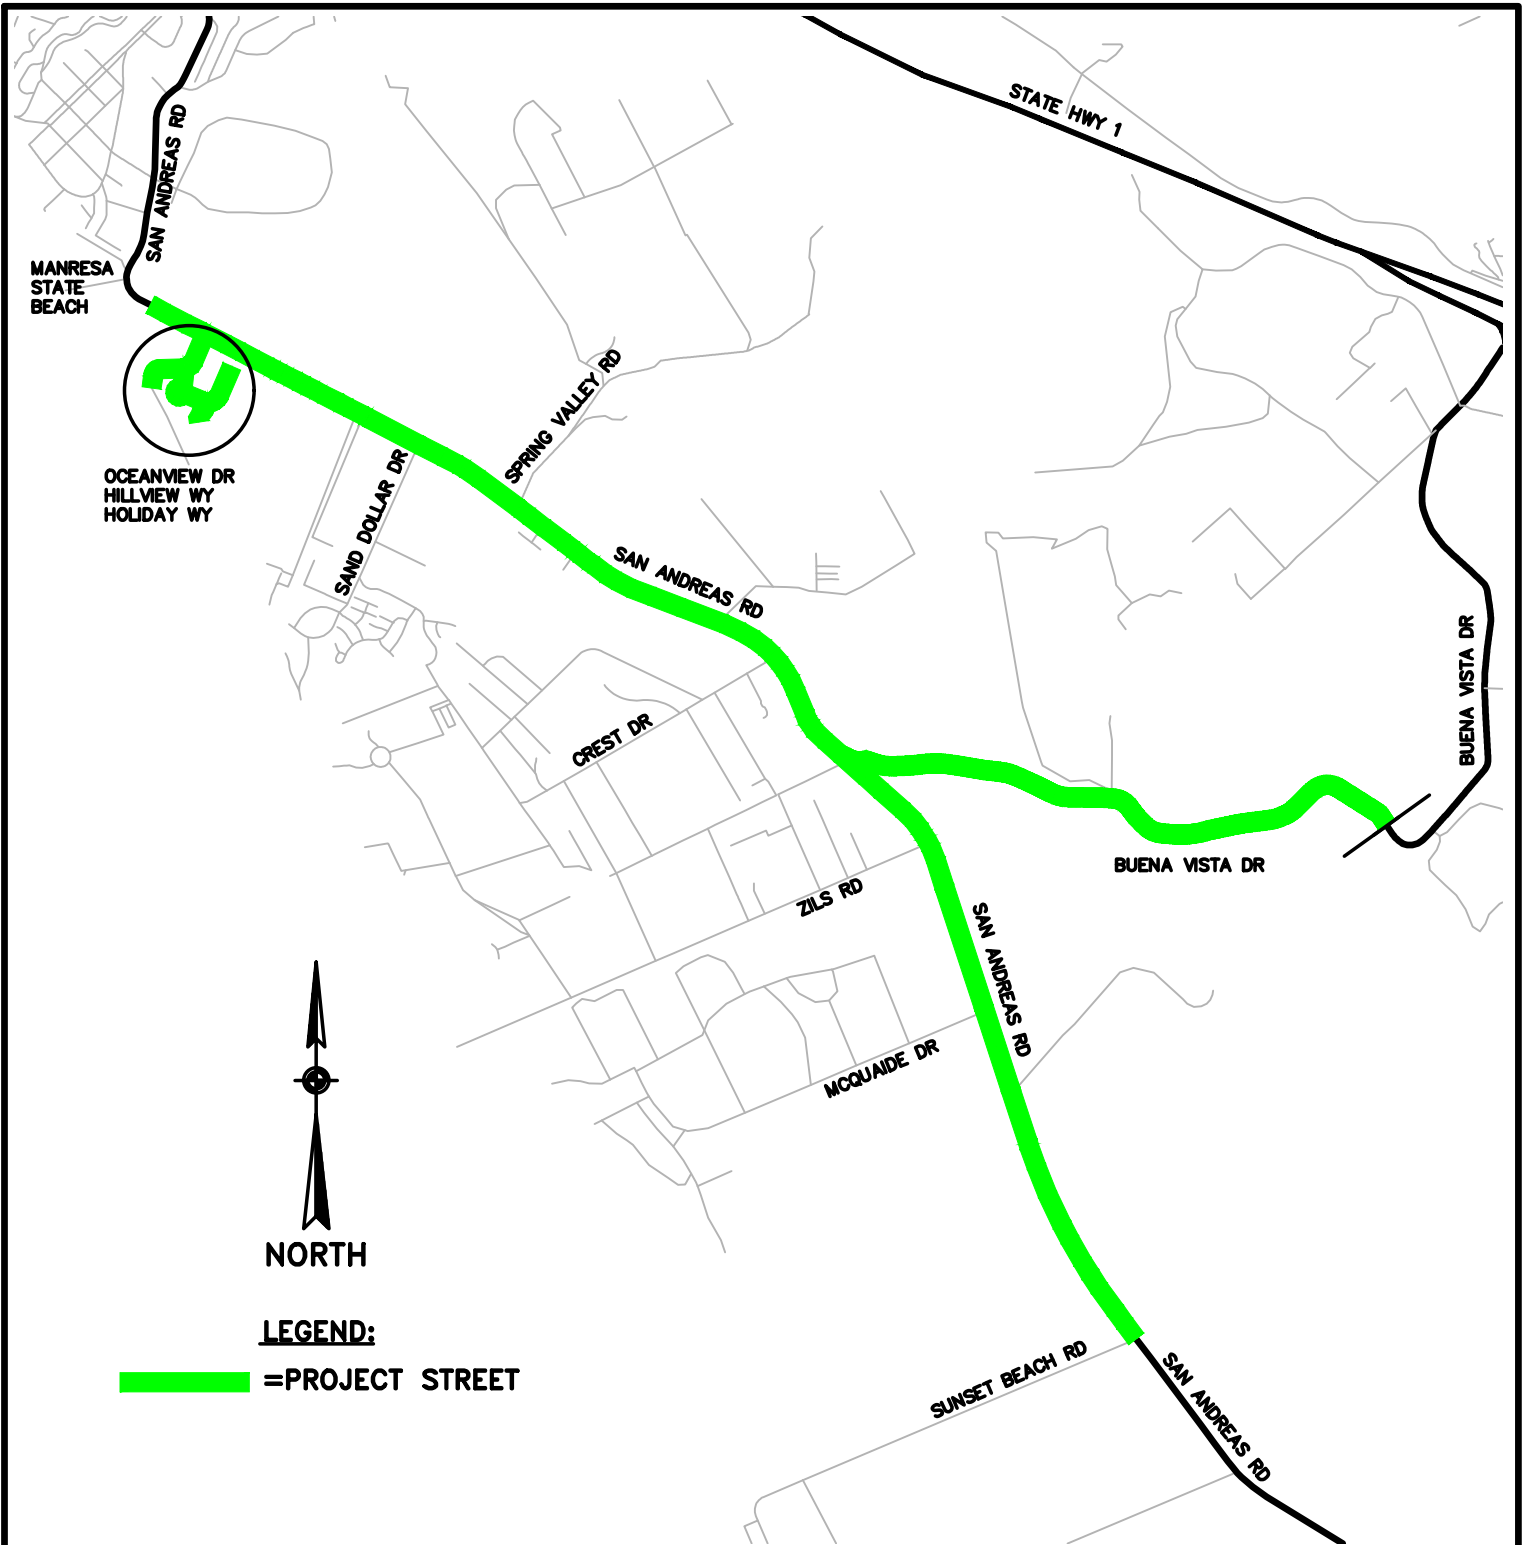 STATE HWY 1
SAN ANDREAS RD
MANRESA
STATE
BEACH
SPRING VALLEY RD
OCEANVIEW DR
HILLVIEW WY
HOLIDAY WY
SAND DOLLAR DR
SAN ANDREAS RD
BUENA VISTA DR
CREST DR
BUENA VISTA DR
ZILS RD
SAN ANDREAS RD
MCQUAIDE DR
NORTH
LEGEND:
=PROJECT STREET
SUNSET BEACH RD
SAN ANDREAS RD